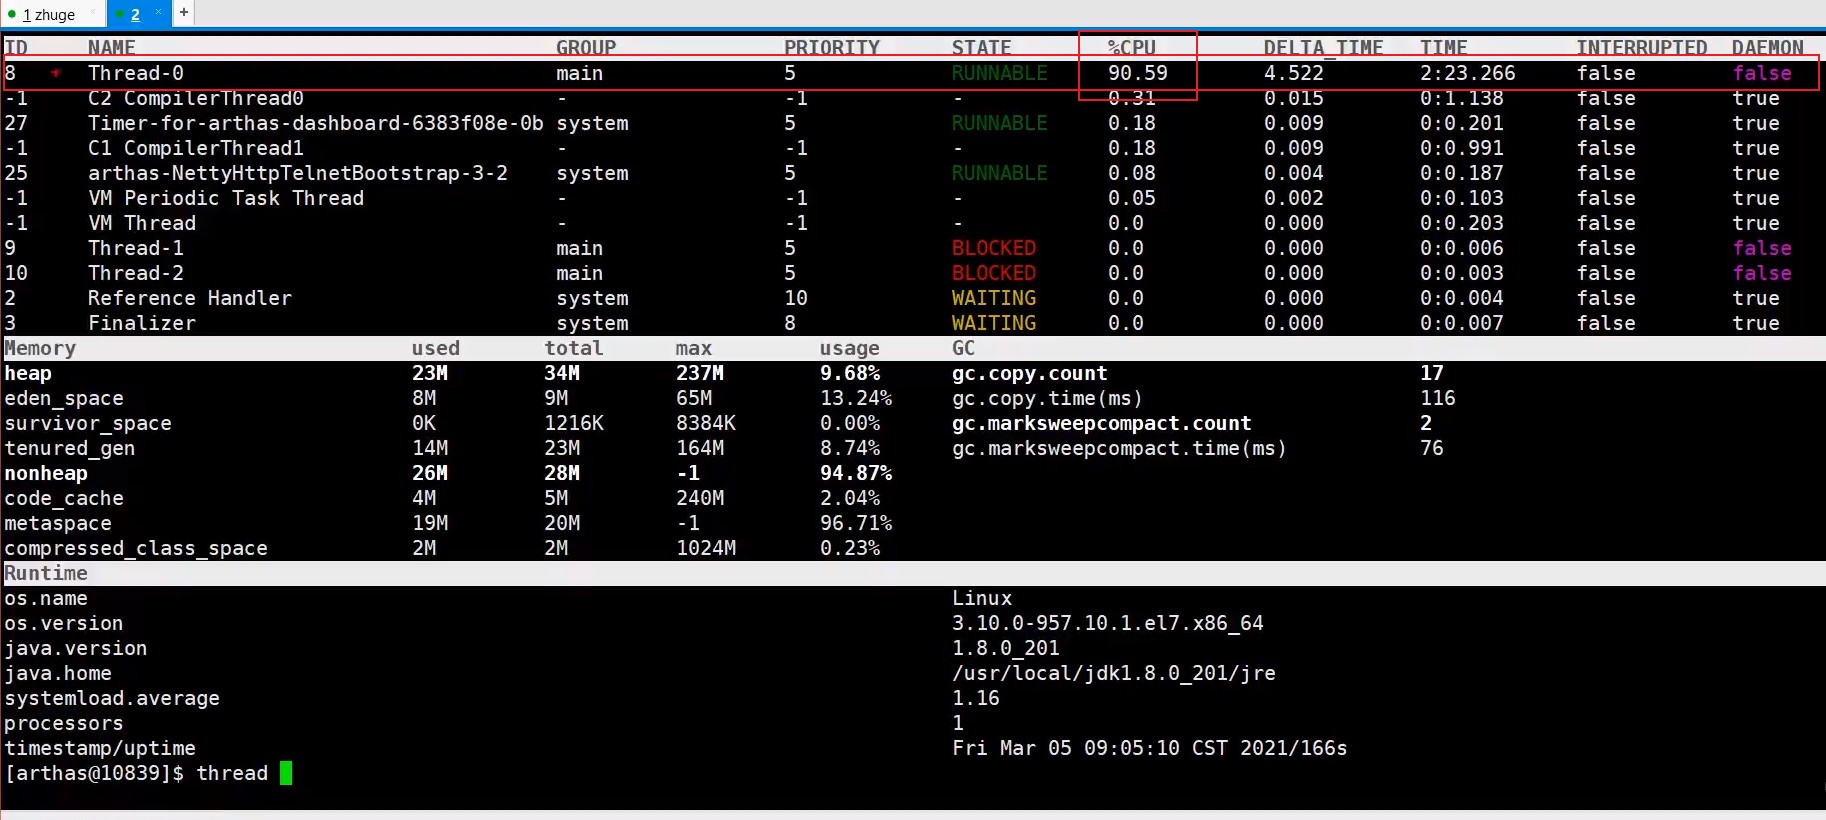 1 zhuge × 2 × +
ID NAME GROUP PRIORITY STATE %CPU DELTA_TIME TIME INTERRUPTED DAEMON
8 Thread-0 main 5 RUNNABLE 90.59 4.522 2:23.266 false false
-1 C2 CompilerThread0 - -1 - 0.31 0.015 0:1.138 false true
27 Timer-for-arthas-dashboard-6383f08e-0b system 5 RUNNABLE 0.18 0.009 0:0.201 false true
-1 C1 CompilerThread1 - -1 - 0.18 0.009 0:0.991 false true
25 arthas-NettyHttpTelnetBootstrap-3-2 system 5 RUNNABLE 0.08 0.004 0:0.187 false true
-1 VM Periodic Task Thread - -1 - 0.05 0.002 0:0.103 false true
-1 VM Thread - -1 - 0.0 0.000 0:0.203 false true
9 Thread-1 main 5 BLOCKED 0.0 0.000 0:0.006 false false
10 Thread-2 main 5 BLOCKED 0.0 0.000 0:0.003 false false
2 Reference Handler system 10 WAITING 0.0 0.000 0:0.004 false true
3 Finalizer system 8 WAITING 0.0 0.000 0:0.007 false true
Memory used total max usage GC
heap 23M 34M 237M 9.68% gc.copy.count 17
eden_space 8M 9M 65M 13.24% gc.copy.time(ms) 116
survivor_space 0K 1216K 8384K 0.00% gc.marksweepcompact.count 2
tenured_gen 14M 23M 164M 8.74% gc.marksweepcompact.time(ms) 76
nonheap 26M 28M -1 94.87%
code_cache 4M 5M 240M 2.04%
metaspace 19M 20M -1 96.71%
compressed_class_space 2M 2M 1024M 0.23%
Runtime
os.name Linux
os.version 3.10.0-957.10.1.el7.x86_64
java.version 1.8.0_201
java.home /usr/local/jdk1.8.0_201/jre
systemload.average 1.16
processors 1
timestamp/uptime Fri Mar 05 09:05:10 CST 2021/166s
[arthas@10839]$ thread